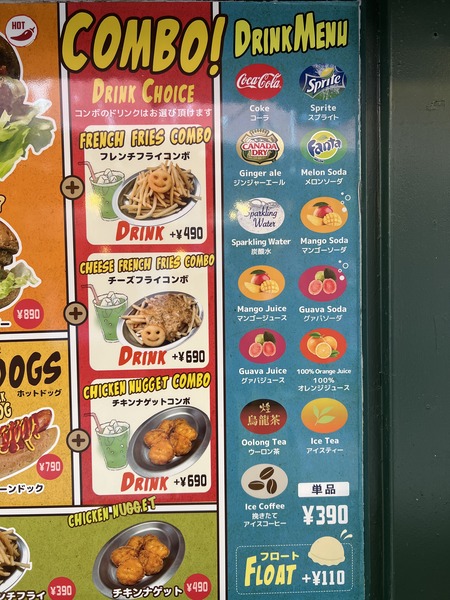 HOT
COMBO!
DRINK CHOICE
コンボのドリンクはお選び頂けます
FRENCH FRIES COMBO
フレンチフライコンボ
DRINK +¥490
CHEESE FRENCH FRIES COMBO
チーズフライコンボ
DRINK +¥690
CHICKEN NUGGET COMBO
チキンナゲットコンボ
DRINK +¥690
DRINK MENU
Coca-Cola
Sprite
Coke
コーラ
Sprite
スプライト
CANADA DRY
Fanta
Ginger ale
ジンジャーエール
Melon Soda
メロンソーダ
Sparkling Water
Sparkling Water
炭酸水
Mango Soda
マンゴーソーダ
Mango Juice
マンゴージュース
Guava Soda
グァバソーダ
Guava Juice
グァバジュース
100% Orange Juice
100%
オレンジジュース
烏龍茶
Oolong Tea
ウーロン茶
Ice Tea
アイスティー
Ice Coffee
挽きたて
アイスコーヒー
単品
¥390
フロート
FLOAT +¥110
ー
¥890
DOGS
ホットドッグ
¥790
ーンドック
CHICKEN NUGGET
ンチフライ
¥390
チキンナゲット
¥490